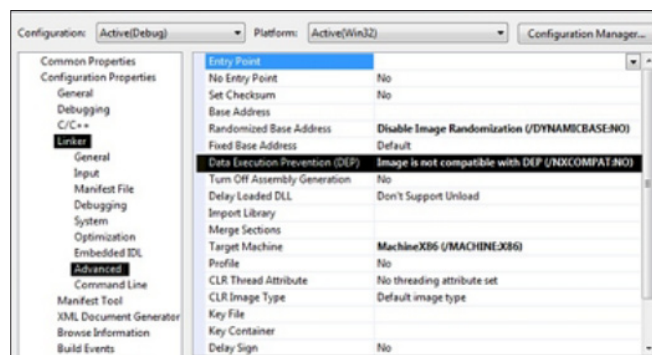 Configuration: Active(Debug) Platform: Active(Win32) Configuration Manager...
Common Properties
Configuration Properties
General
Debugging
C/C++
Linker
General
Input
Manifest File
Debugging
System
Optimization
Embedded IDL
Advanced
Command Line
Manifest Tool
XML Document Generator
Browse Information
Build Events
Entry Point
No Entry Point No
Set Checksum No
Base Address
Randomized Base Address Disable Image Randomization (/DYNAMICBASE:NO)
Fixed Base Address Default
Data Execution Prevention (DEP) Image is not compatible with DEP (/NXCOMPAT:NO)
Turn Off Assembly Generation No
Delay Loaded DLL Don't Support Unload
Import Library
Merge Sections
Target Machine MachineX86 (/MACHINE:X86)
Profile No
CLR Thread Attribute No threading attribute set
CLR Image Type Default image type
Key File
Key Container
Delay Sign No